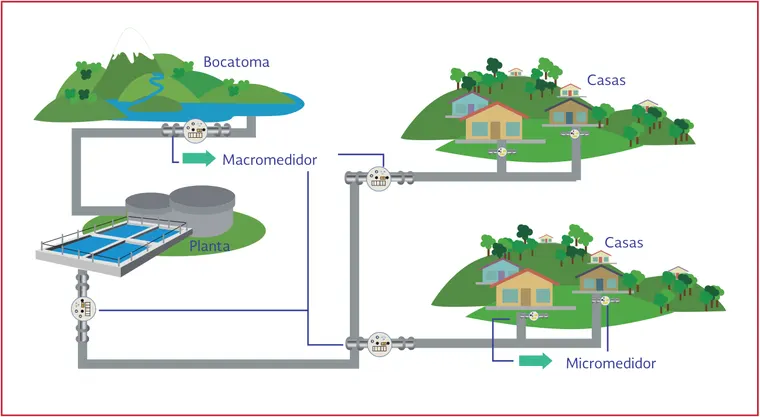 Bocatoma
Casas
Macromedidor
Planta
Casas
Micromedidor